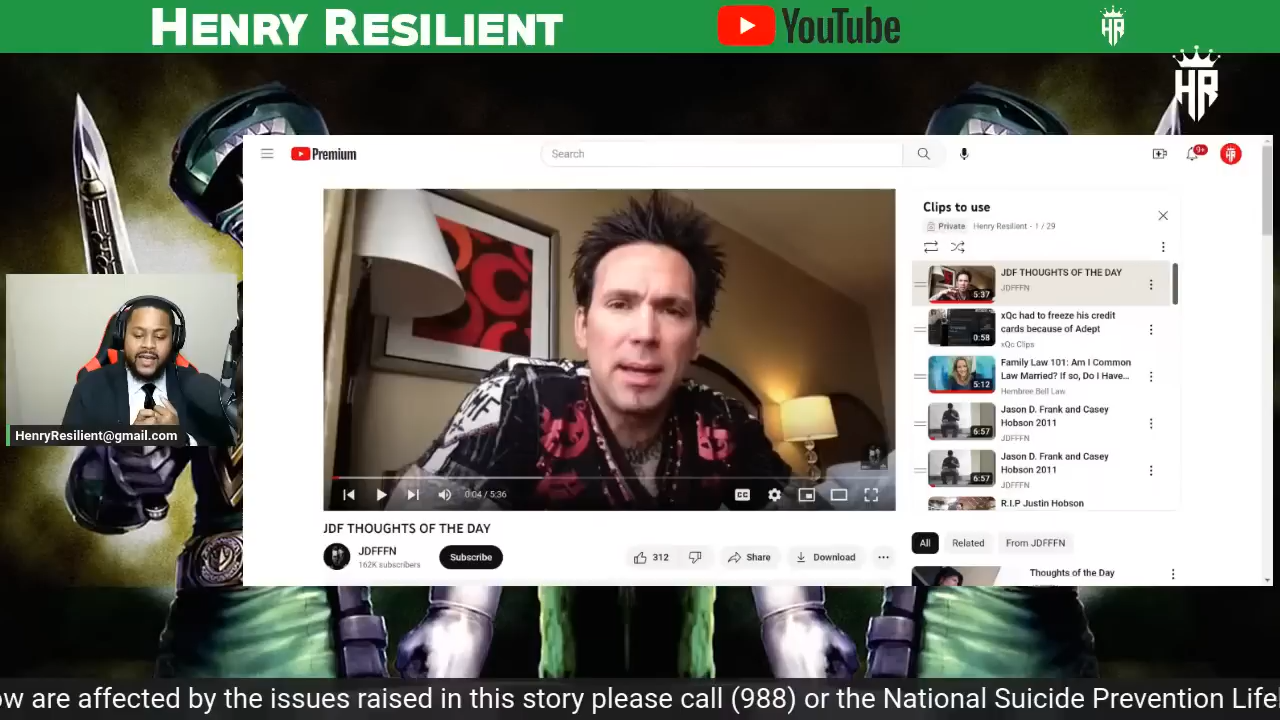 HENRY RESILIENT
YouTube
HR
HR
Premium
Search
9+
HR
Clips to use
Private
Henry Resilient - 1 / 29
JDF THOUGHTS OF THE DAY
JDFFFN
5:37
xQc had to freeze his credit
cards because of Adept
xQc Clips
0:58
Family Law 101: Am I Common
Law Married? If so, Do I Have...
Hembree Bell Law
5:12
Jason D. Frank and Casey
Hobson 2011
JDFFFN
6:57
Jason D. Frank and Casey
Hobson 2011
JDFFFN
6:57
R.I.P Justin Hobson
0:04 / 5:36
CC
JDF THOUGHTS OF THE DAY
JDFFFN
162K subscribers
Subscribe
312
Share
Download
All
Related
From JDFFFN
Thoughts of the Day
HenryResilient@gmail.com
ow are affected by the issues raised in this story please call (988) or the National Suicide Prevention Life